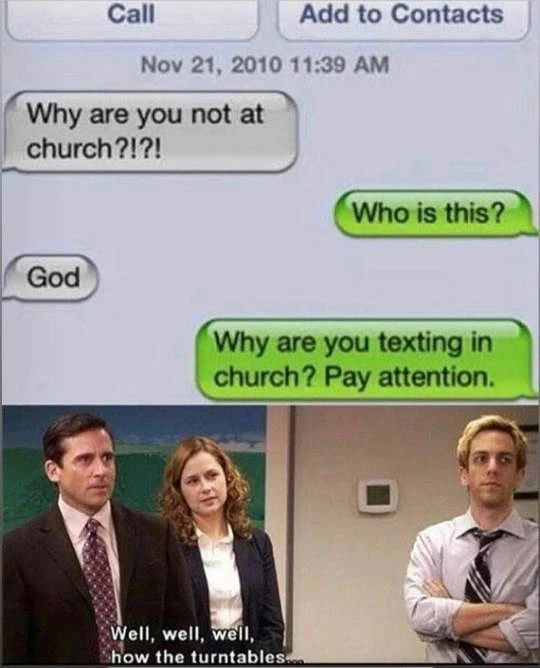 Call
Add to Contacts
Nov 21, 2010 11:39 AM
Why are you not at
church?!?!
Who is this?
God
Why are you texting in
church? Pay attention.
Well, well, well,
how the turntables...